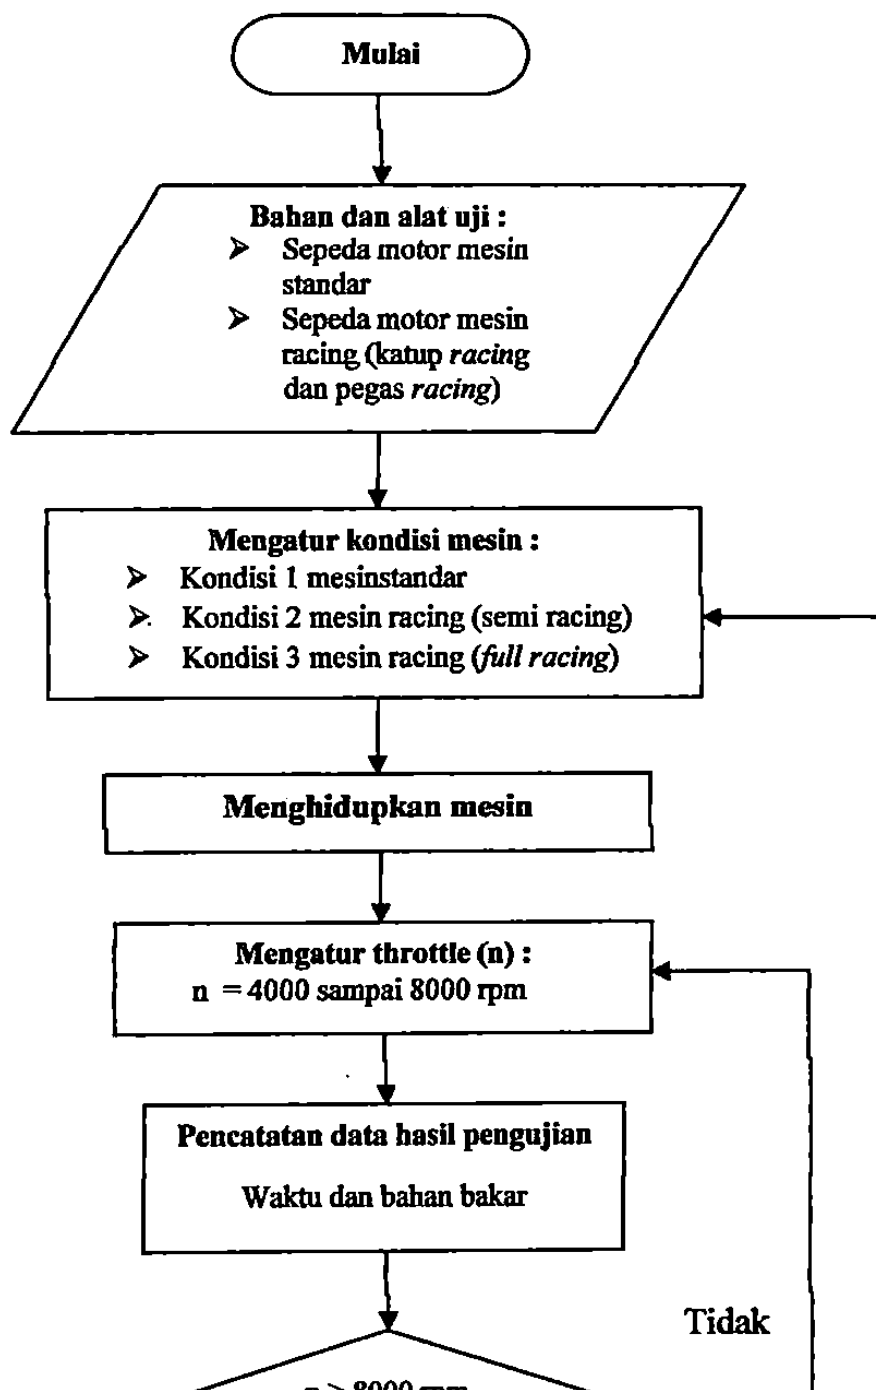 Mulai
Bahan dan alat uji :
➢ Sepeda motor mesin
standar
➢ Sepeda motor mesin
racing (katup racing
dan pegas racing)
Mengatur kondisi mesin :
➢ Kondisi 1 mesinstandar
➢ Kondisi 2 mesin racing (semi racing)
➢ Kondisi 3 mesin racing (full racing)
Menghidupkan mesin
Mengatur throttle (n) :
n = 4000 sampai 8000 rpm
Pencatatan data hasil pengujian
Waktu dan bahan bakar
Tidak